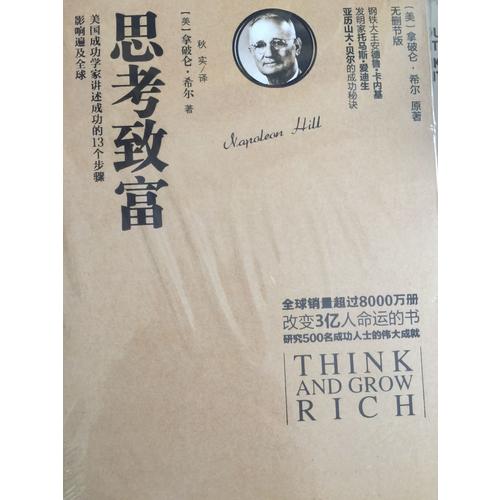 [美] 拿破仑·希尔 原著
无删节版
钢铁大王安德鲁·卡内基
发明家托马斯·爱迪生
亚历山大·贝尔的成功秘诀
Napoleon Hill
秋实/译
[美] 拿破仑·希尔 著
思考致富
美国成功学家讲述成功的13个步骤
影响遍及全球
全球销量超过8000万册
改变3亿人命运的书
研究500名成功人士的伟大成就
THINK
AND GROW
RICH